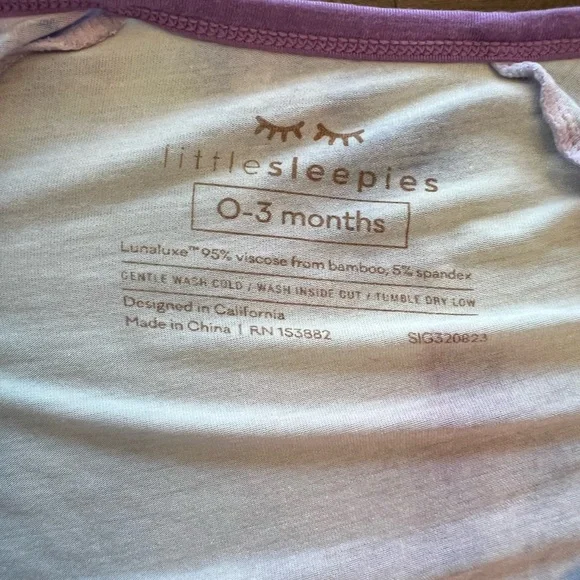 littlesleepies
0-3 months
Lunaluxe™ 95% viscose from bamboo, 5% spandex
GENTLE WASH COLD / WASH INSIDE OUT / TUMBLE DRY LOW
Designed in California
Made in China | RN 153882
SIG320823